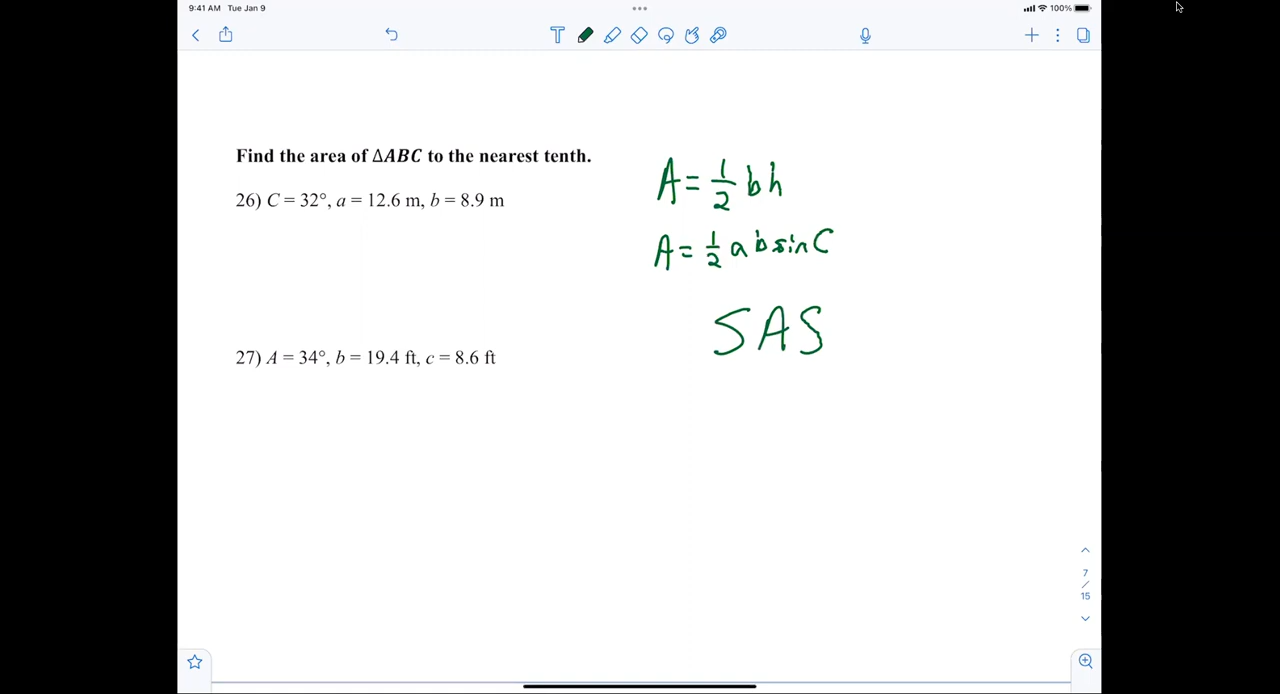 9:41 AM Tue Jan 9
100%
Find the area of ΔABC to the nearest tenth.
26) C = 32°, a = 12.6 m, b = 8.9 m
A = 1/2 bh
A = 1/2 ab sin C
SAS
27) A = 34°, b = 19.4 ft, c = 8.6 ft
7
/
15